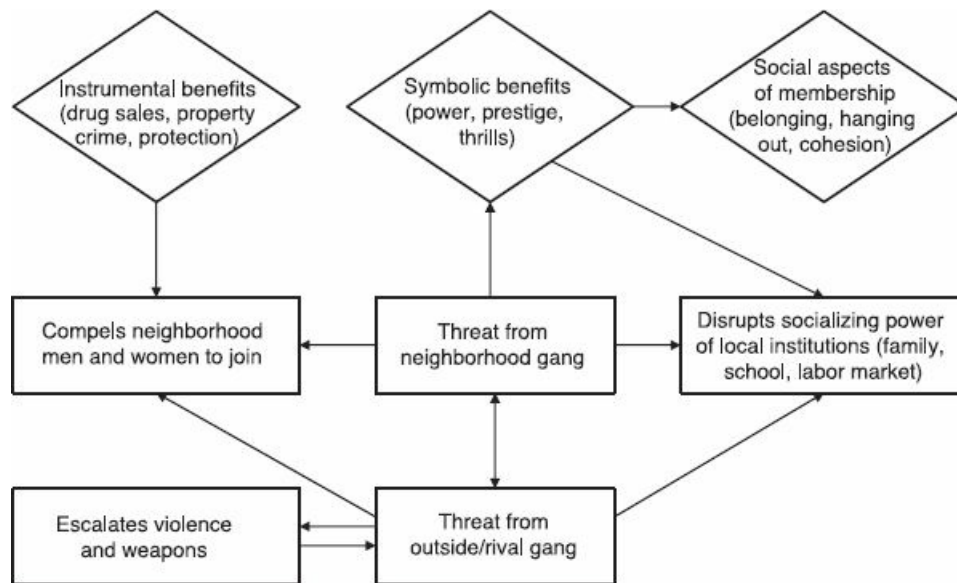 Instrumental benefits
(drug sales, property
crime, protection)
Symbolic benefits
(power, prestige,
thrills)
Social aspects
of membership
(belonging, hanging
out, cohesion)
Compels neighborhood
men and women to join
Threat from
neighborhood gang
Disrupts socializing power
of local institutions (family,
school, labor market)
Escalates violence
and weapons
Threat from
outside/rival gang